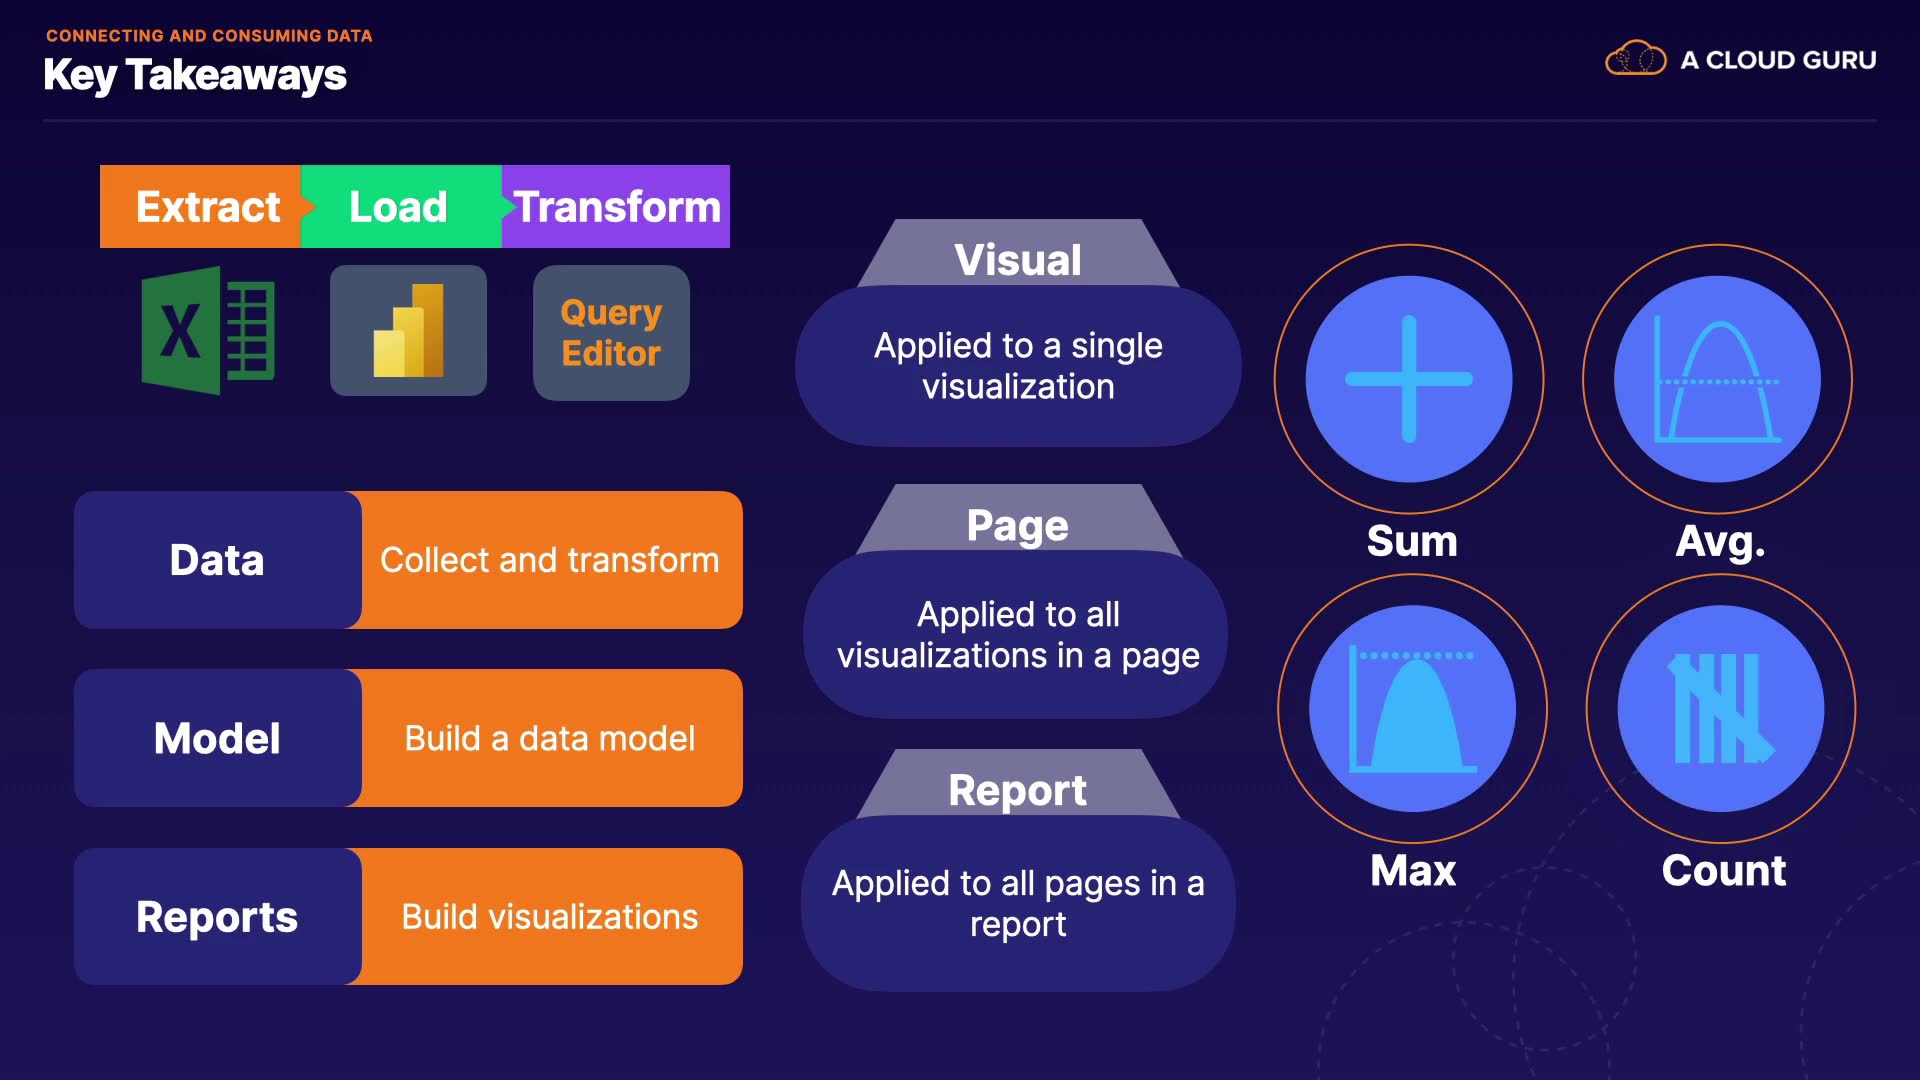 CONNECTING AND CONSUMING DATA
Key Takeaways
A CLOUD GURU
Extract
Load
Transform
X
Query
Editor
Data
Collect and transform
Model
Build a data model
Reports
Build visualizations
Visual
Applied to a single
visualization
Page
Applied to all
visualizations in a page
Report
Applied to all pages in a
report
Sum
Avg.
Max
Count